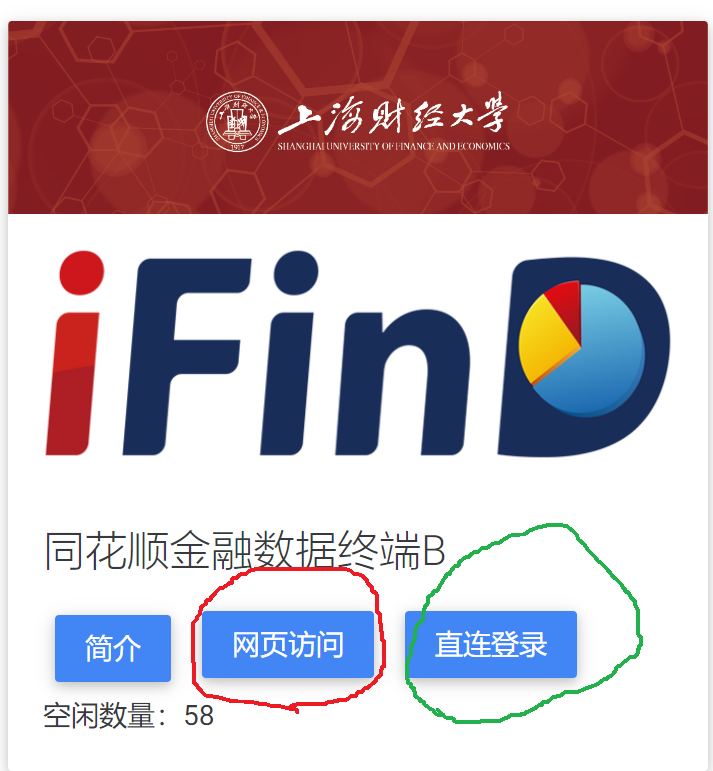 上海财经大学
SHANGHAI UNIVERSITY OF FINANCE AND ECONOMICS
1917
iFinD
同花顺金融数据终端B
简介 网页访问 直连登录
空闲数量：58